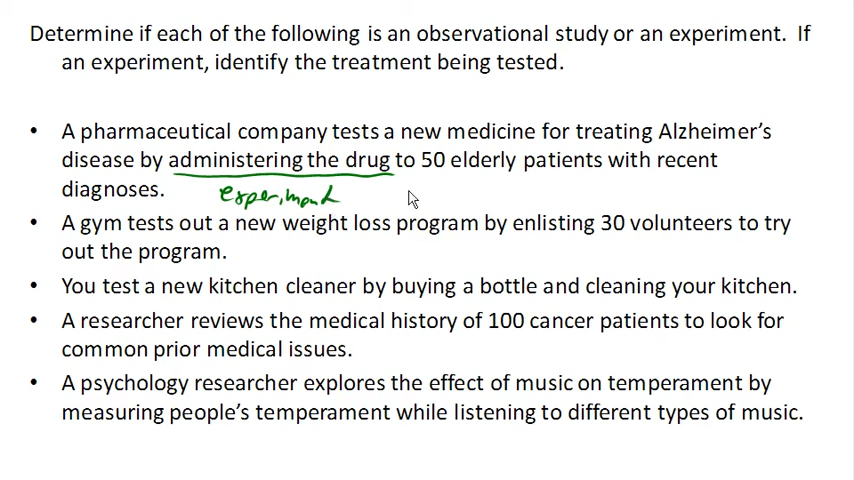 Determine if each of the following is an observational study or an experiment. If
an experiment, identify the treatment being tested.
• A pharmaceutical company tests a new medicine for treating Alzheimer's
disease by administering the drug to 50 elderly patients with recent
diagnoses. experiment
• A gym tests out a new weight loss program by enlisting 30 volunteers to try
out the program.
• You test a new kitchen cleaner by buying a bottle and cleaning your kitchen.
• A researcher reviews the medical history of 100 cancer patients to look for
common prior medical issues.
• A psychology researcher explores the effect of music on temperament by
measuring people's temperament while listening to different types of music.